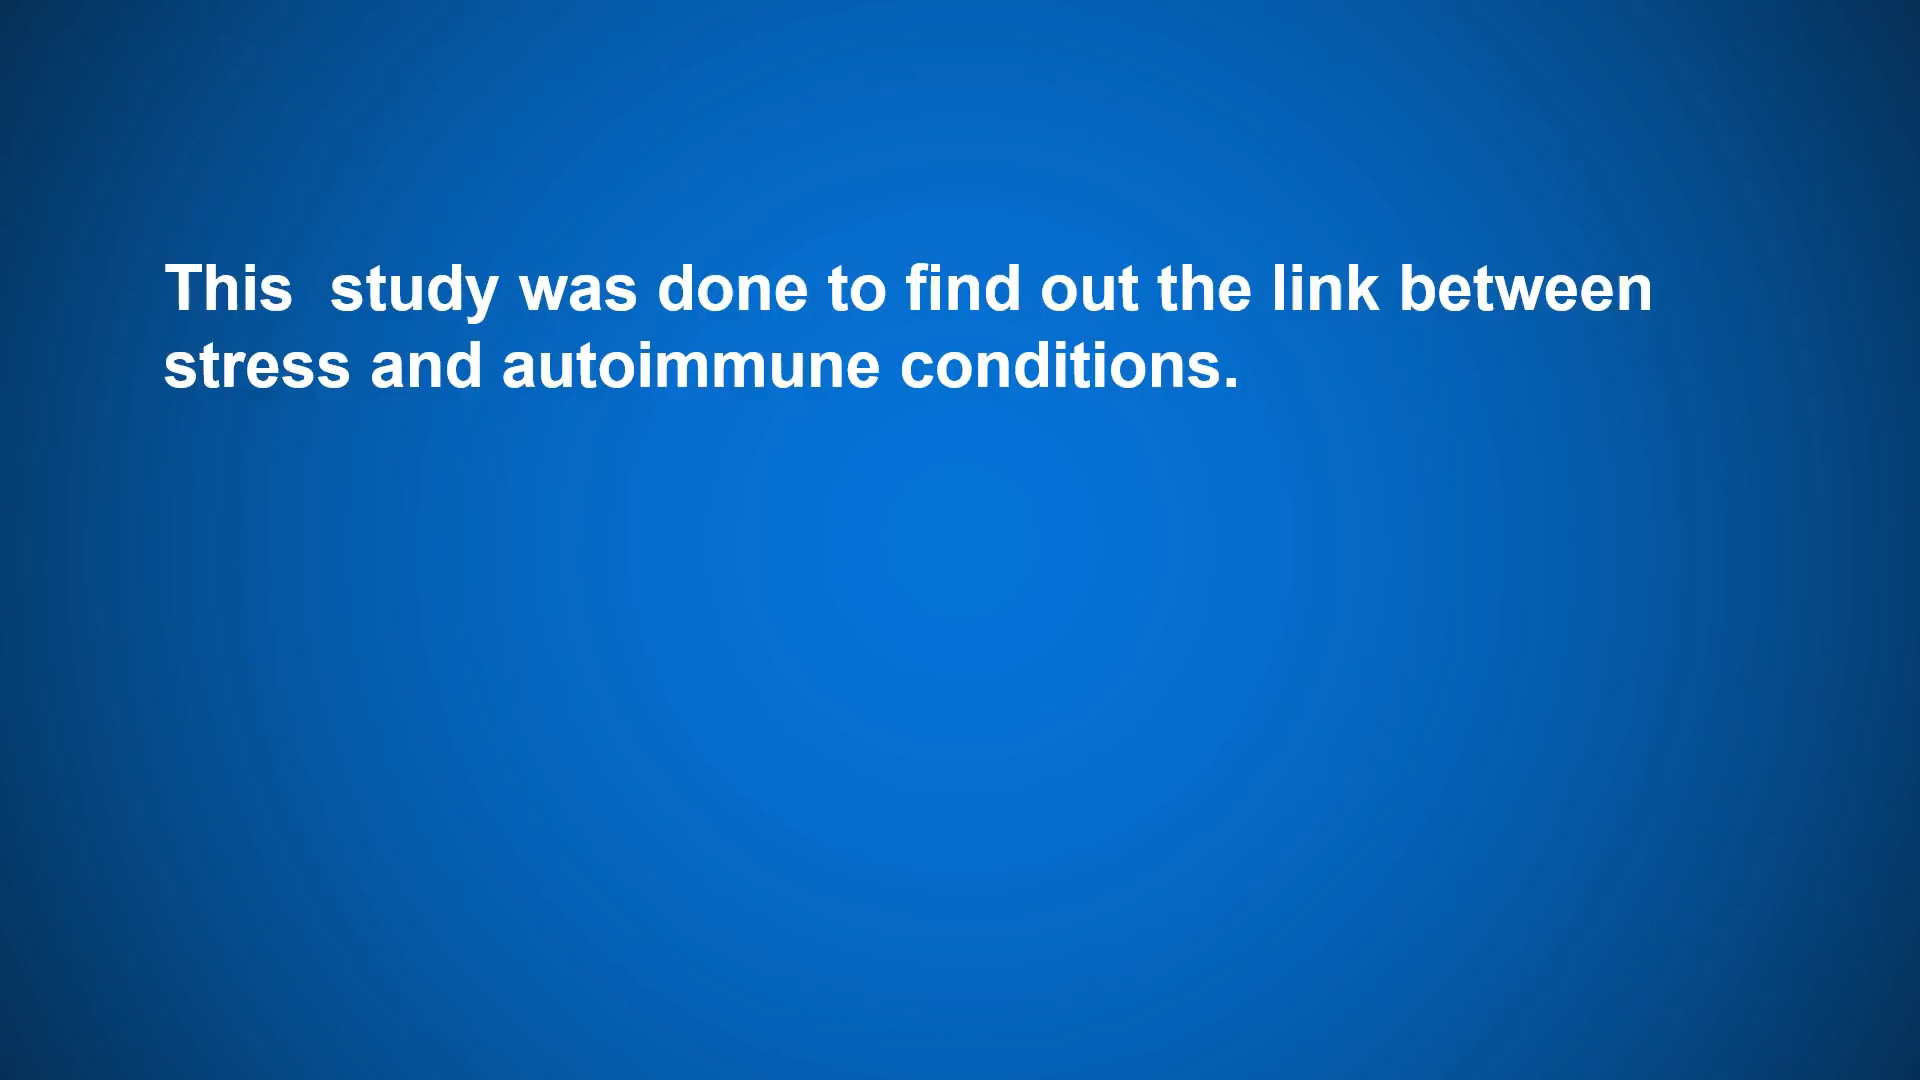 This  study was done to find out the link between
stress and autoimmune conditions.